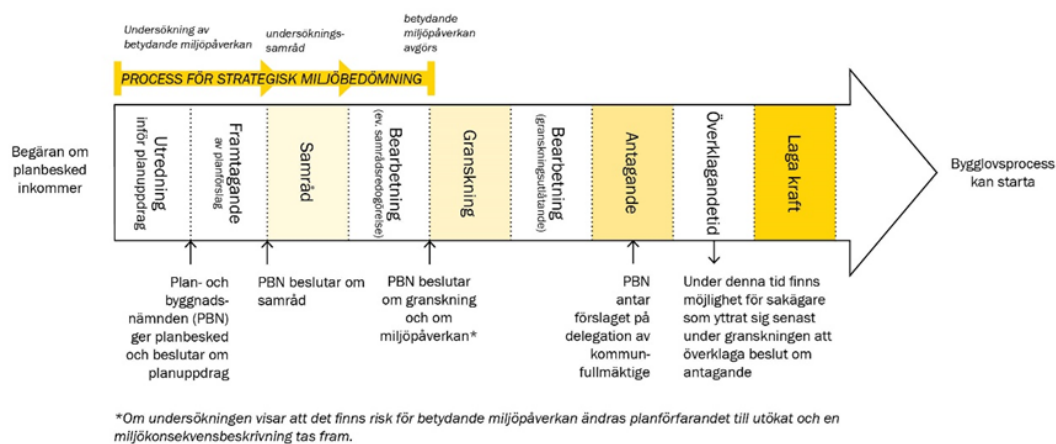 Undersökning av
betydande miljöpåverkan
undersöknings-
samråd
betydande
miljöpåverkan
avgörs
PROCESS FÖR STRATEGISK MILJÖBEDÖMNING
Begäran om
planbesked
inkommer
Utredning
inför planuppdrag
Framtagande
av planförslag
Samråd
Bearbetning
(ev. samrådsredogörelse)
Granskning
Bearbetning
(granskningsutlåtande)
Antagande
Överklagandetid
Laga kraft
Bygglovsprocess
kan starta
Plan- och
byggnads-
nämnden (PBN)
ger planbesked
och beslutar om
planuppdrag
PBN beslutar om
samråd
PBN beslutar
om granskning
och om
miljöpåverkan*
PBN
antar
förslaget på
delegation av
kommun-
fullmäktige
Under denna tid finns
möjlighet för sakägare
som yttrat sig senast
under granskningen att
överklaga beslut om
antagande
*Om undersökningen visar att det finns risk för betydande miljöpåverkan ändras planförfarandet till utökat och en
miljökonsekvensbeskrivning tas fram.